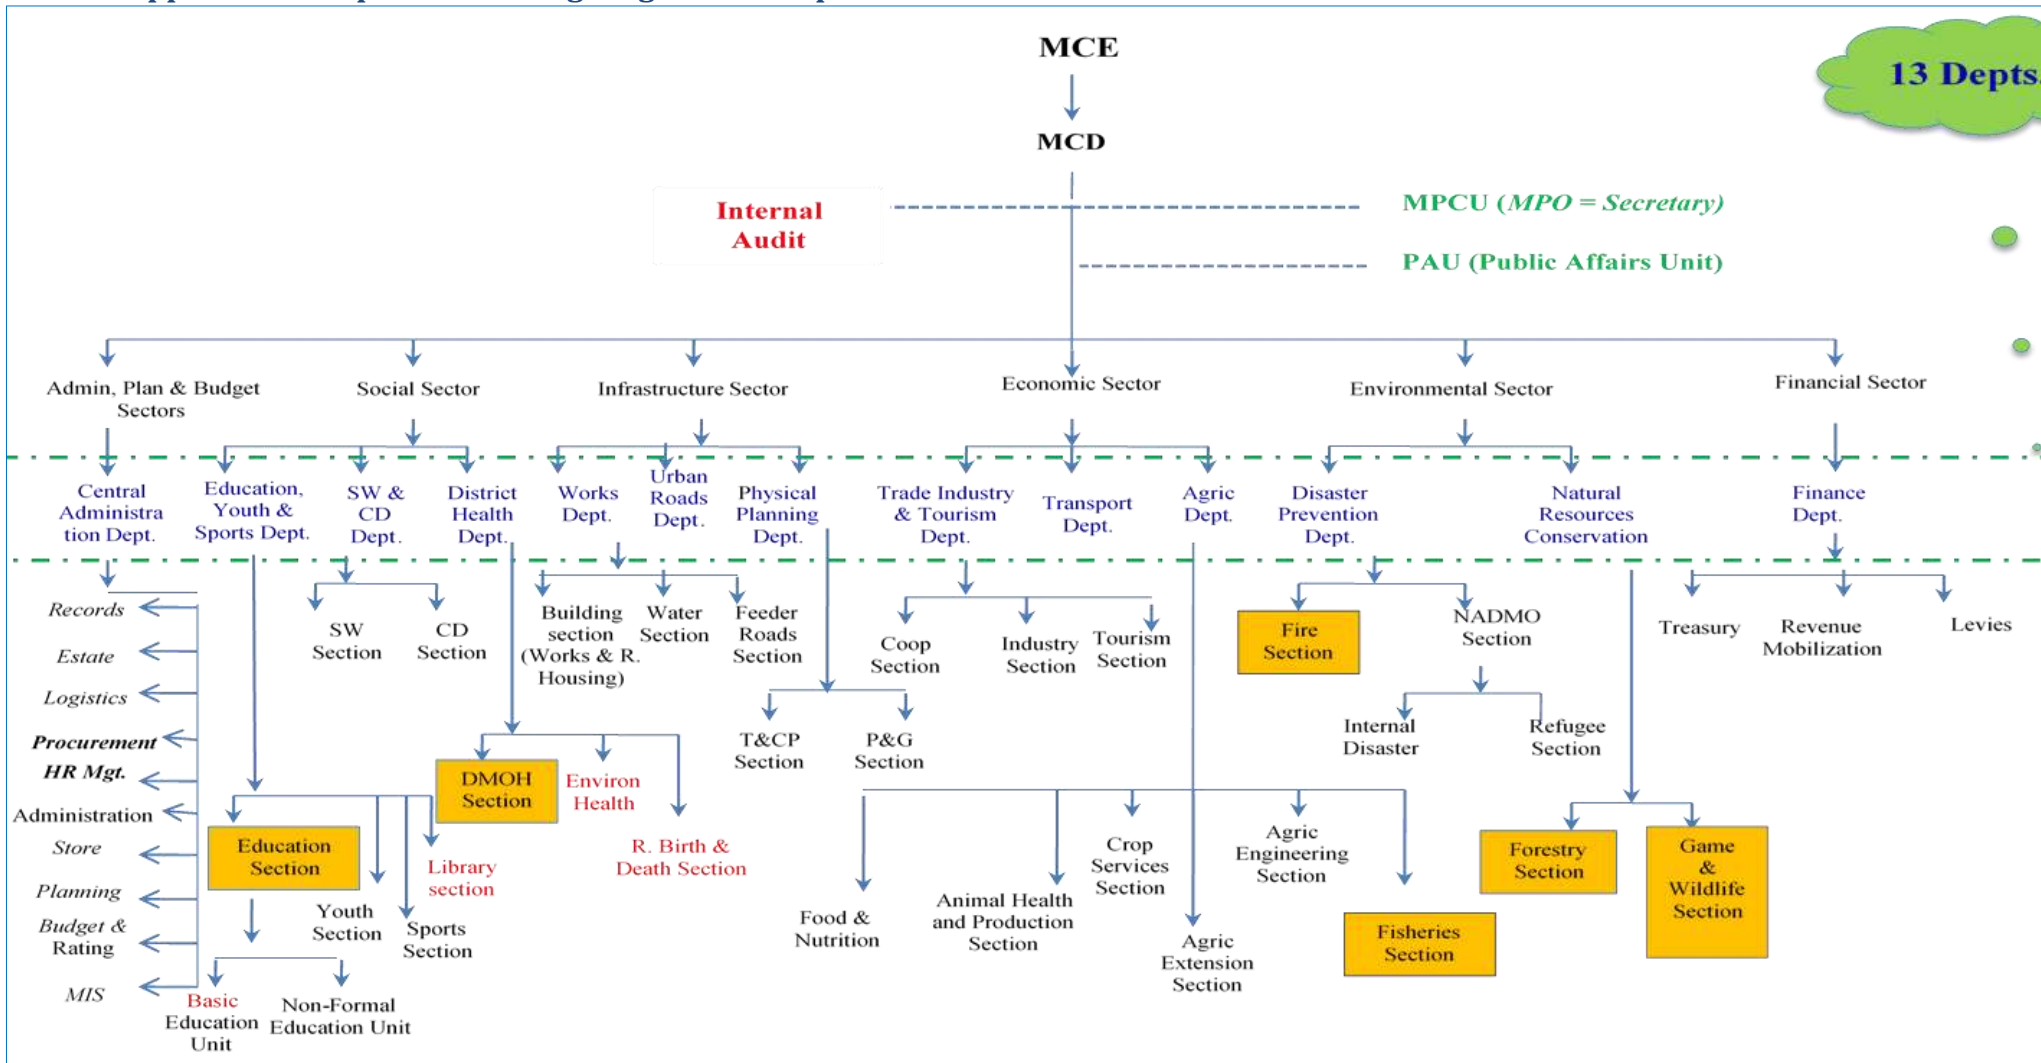 MCE
13 Depts.
MCD
Internal
Audit
MPCU (MPO = Secretary)
PAU (Public Affairs Unit)
Admin, Plan & Budget
Sectors
Social Sector
Infrastructure Sector
Economic Sector
Environmental Sector
Financial Sector
Central
Administra
tion Dept.
Education,
Youth &
Sports Dept.
SW &
CD
Dept.
District
Health
Dept.
Works
Dept.
Urban
Roads
Dept.
Physical
Planning
Dept.
Trade Industry
& Tourism
Dept.
Transport
Dept.
Agric
Dept.
Disaster
Prevention
Dept.
Natural
Resources
Conservation
Finance
Dept.
Records
Estate
Logistics
Procurement
HR Mgt.
Administration
Store
Planning
Budget &
Rating
MIS
SW
Section
CD
Section
Building
section
(Works & R.
Housing)
Water
Section
Feeder
Roads
Section
Coop
Section
Industry
Section
Tourism
Section
Fire
Section
NADMO
Section
Treasury
Revenue
Mobilization
Levies
Internal
Disaster
Refugee
Section
T&CP
Section
P&G
Section
DMOH
Section
Environ
Health
R. Birth &
Death Section
Education
Section
Library
section
Youth
Section
Sports
Section
Basic
Education
Unit
Non-Formal
Education Unit
Food &
Nutrition
Animal Health
and Production
Section
Crop
Services
Section
Agric
Extension
Section
Agric
Engineering
Section
Fisheries
Section
Forestry
Section
Game
&
Wildlife
Section